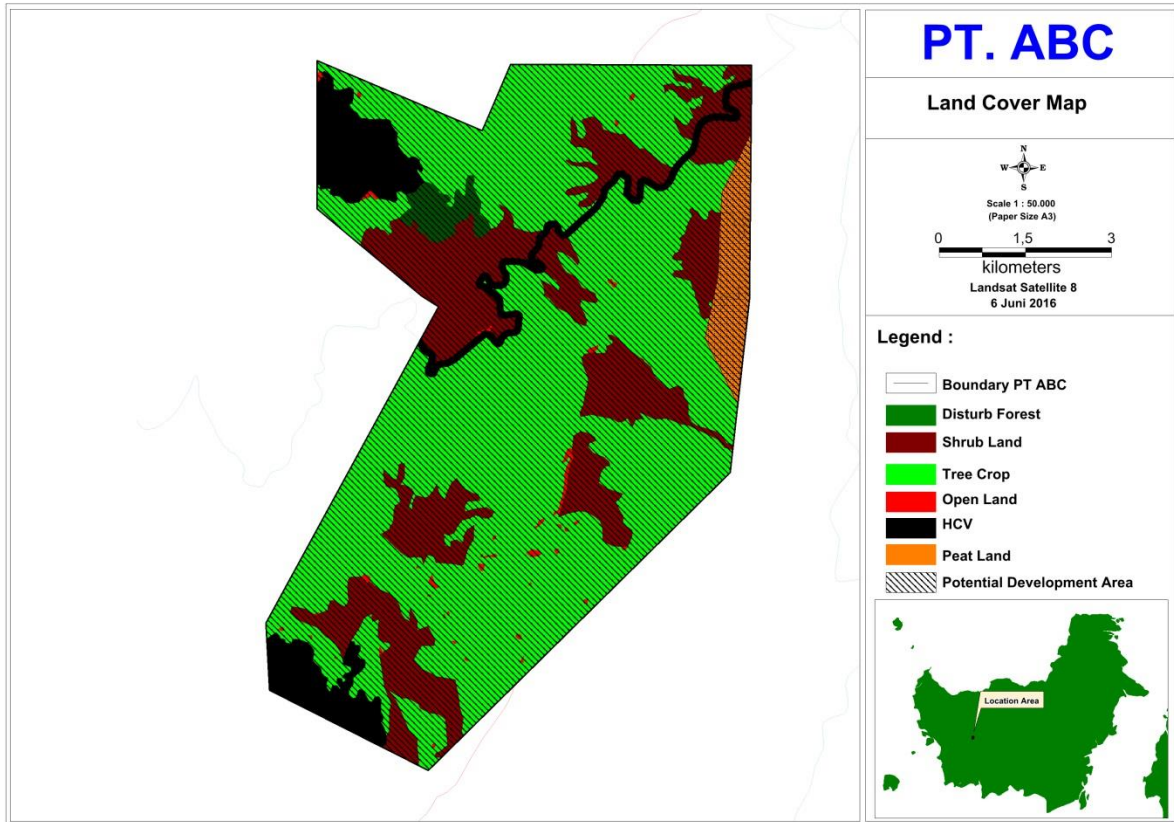 PT. ABC
Land Cover Map
N
W E
S
Scale 1 : 50.000
(Paper Size A3)
0 1,5 3
kilometers
Landsat Satellite 8
6 Juni 2016
Legend :
Boundary PT ABC
Disturb Forest
Shrub Land
Tree Crop
Open Land
HCV
Peat Land
Potential Development Area
Location Area